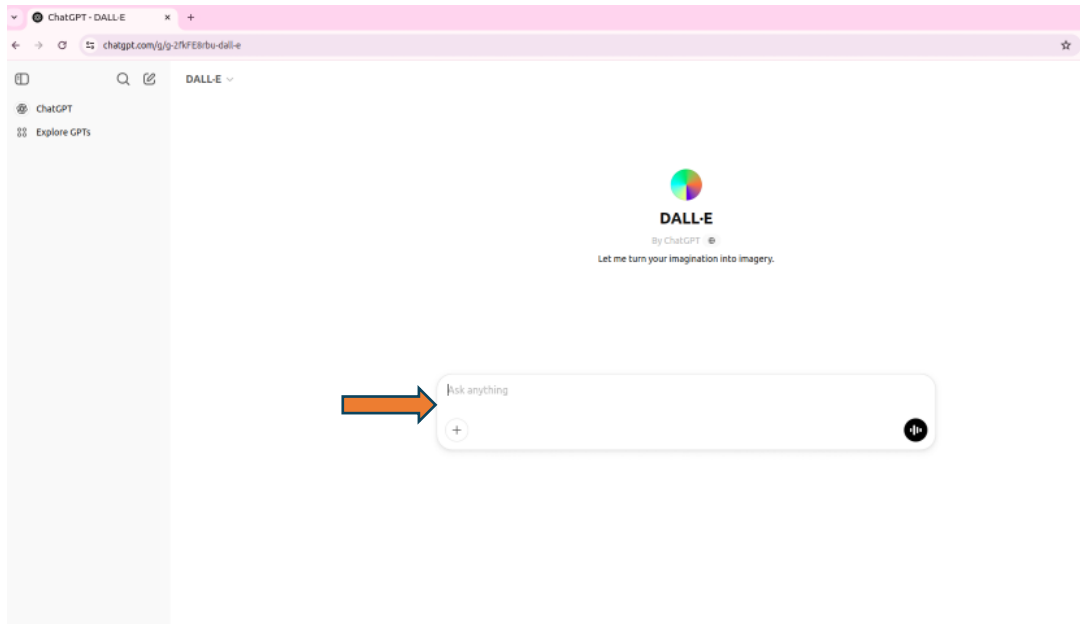 ChatGPT - DALL·E
chatgpt.com/g/g-2fkFE8rbu-dall-e
DALL·E
ChatGPT
Explore GPTs
DALL·E
By ChatGPT
Let me turn your imagination into imagery.
Ask anything